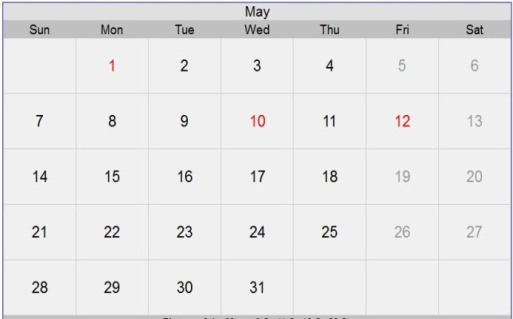 May
Sun Mon Tue Wed Thu Fri Sat
1 2 3 4 5 6
7 8 9 10 11 12 13
14 15 16 17 18 19 20
21 22 23 24 25 26 27
28 29 30 31